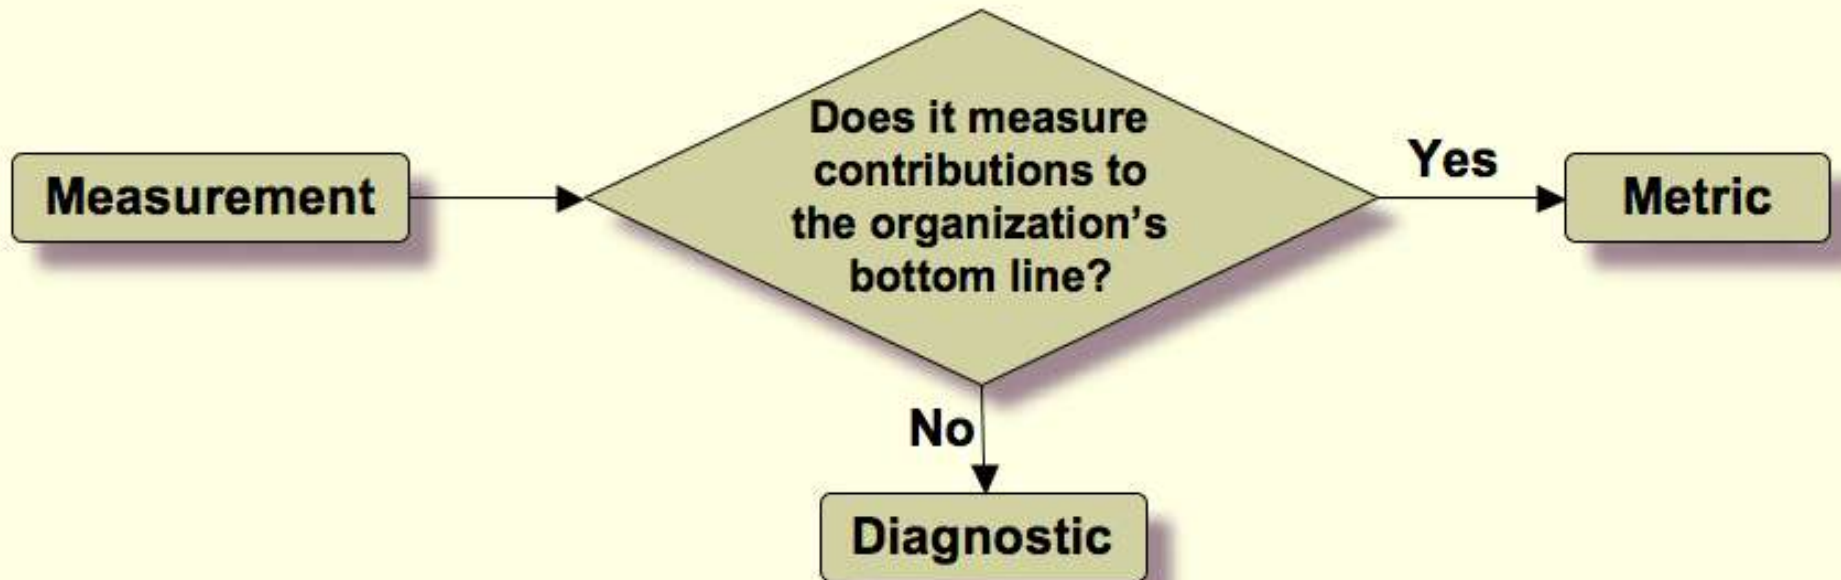 Measurement
Does it measure
contributions to
the organization's
bottom line?
Yes
Metric
No
Diagnostic